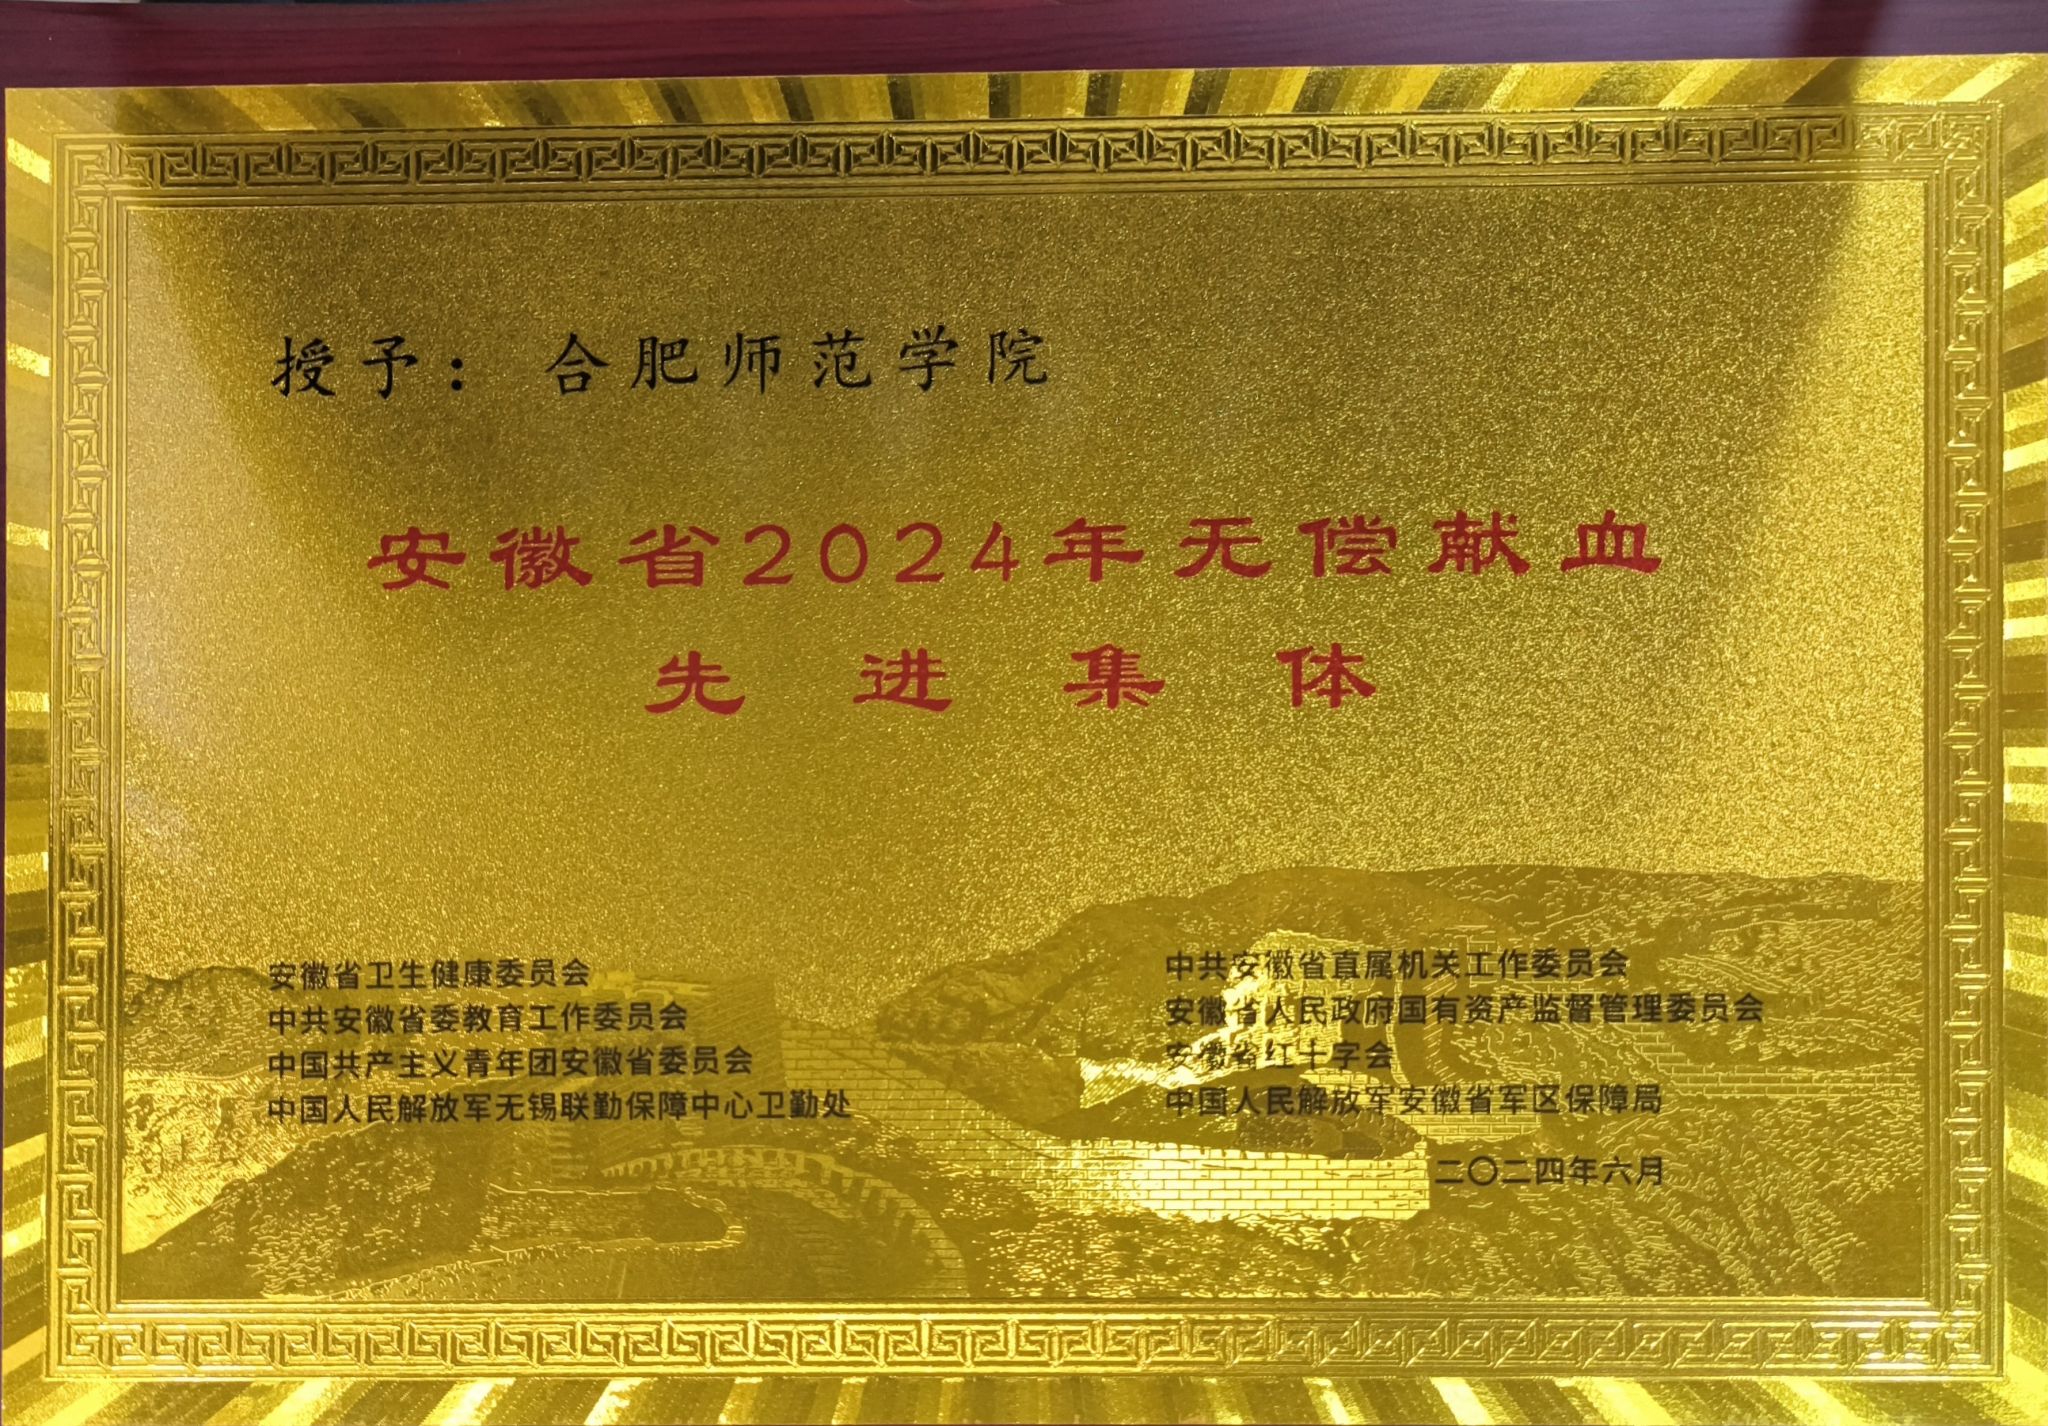 授予：合肥师范学院
安徽省2024年无偿献血
先进集体
安徽省卫生健康委员会
中共安徽省委教育工作委员会
中国共产主义青年团安徽省委员会
中国人民解放军无锡联勤保障中心卫勤处
中共安徽省直属机关工作委员会
安徽省人民政府国有资产监督管理委员会
安徽省红十字会
中国人民解放军安徽省军区保障局
二〇二四年六月